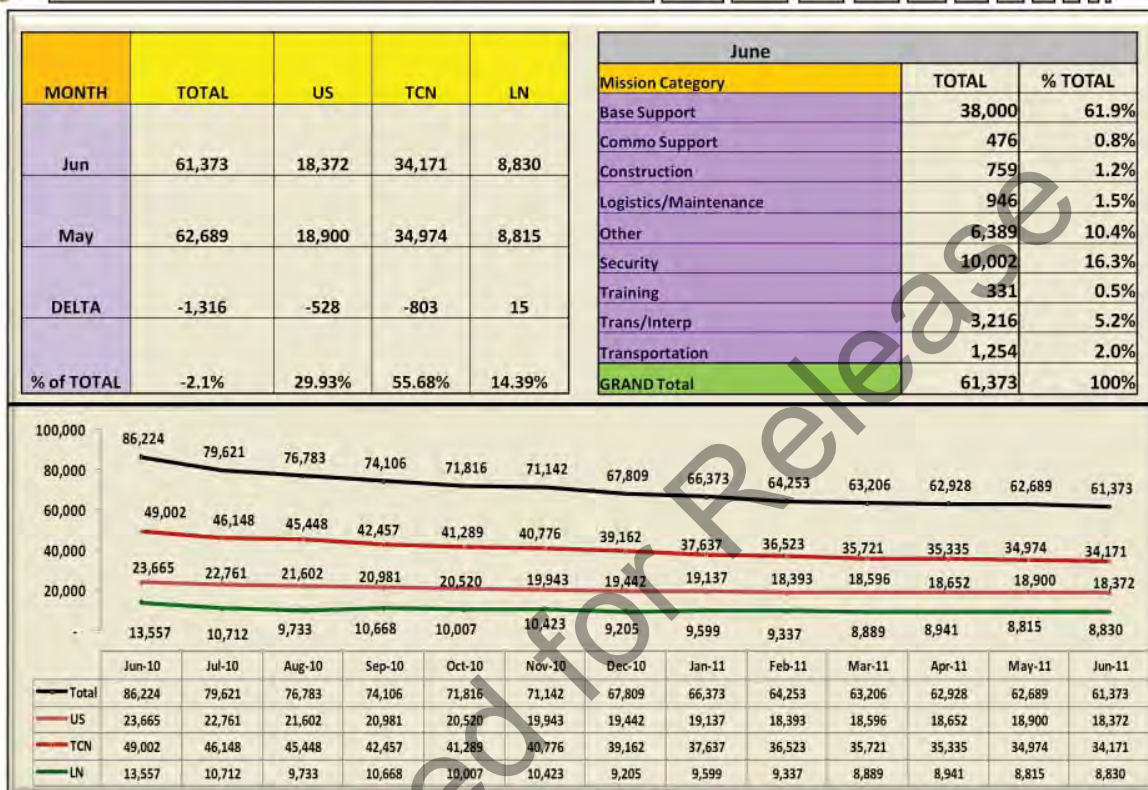 MONTH TOTAL US TCN LN
Jun 61,373 18,372 34,171 8,830
May 62,689 18,900 34,974 8,815
DELTA -1,316 -528 -803 15
% of TOTAL -2.1% 29.93% 55.68% 14.39%
June
Mission Category TOTAL % TOTAL
Base Support 38,000 61.9%
Commo Support 476 0.8%
Construction 759 1.2%
Logistics/Maintenance 946 1.5%
Other 6,389 10.4%
Security 10,002 16.3%
Training 331 0.5%
Trans/Interp 3,216 5.2%
Transportation 1,254 2.0%
GRAND Total 61,373 100%
100,000
80,000
60,000
40,000
20,000
-
86,224 79,621 76,783 74,106 71,816 71,142 67,809 66,373 64,253 63,206 62,928 62,689 61,373
49,002 46,148 45,448 42,457 41,289 40,776 39,162 37,637 36,523 35,721 35,335 34,974 34,171
23,665 22,761 21,602 20,981 20,520 19,943 19,442 19,137 18,393 18,596 18,652 18,900 18,372
13,557 10,712 9,733 10,668 10,007 10,423 9,205 9,599 9,337 8,889 8,941 8,815 8,830
Jun-10 Jul-10 Aug-10 Sep-10 Oct-10 Nov-10 Dec-10 Jan-11 Feb-11 Mar-11 Apr-11 May-11 Jun-11
Total 86,224 79,621 76,783 74,106 71,816 71,142 67,809 66,373 64,253 63,206 62,928 62,689 61,373
US 23,665 22,761 21,602 20,981 20,520 19,943 19,442 19,137 18,393 18,596 18,652 18,900 18,372
TCN 49,002 46,148 45,448 42,457 41,289 40,776 39,162 37,637 36,523 35,721 35,335 34,974 34,171
LN 13,557 10,712 9,733 10,668 10,007 10,423 9,205 9,599 9,337 8,889 8,941 8,815 8,830
ed for Release